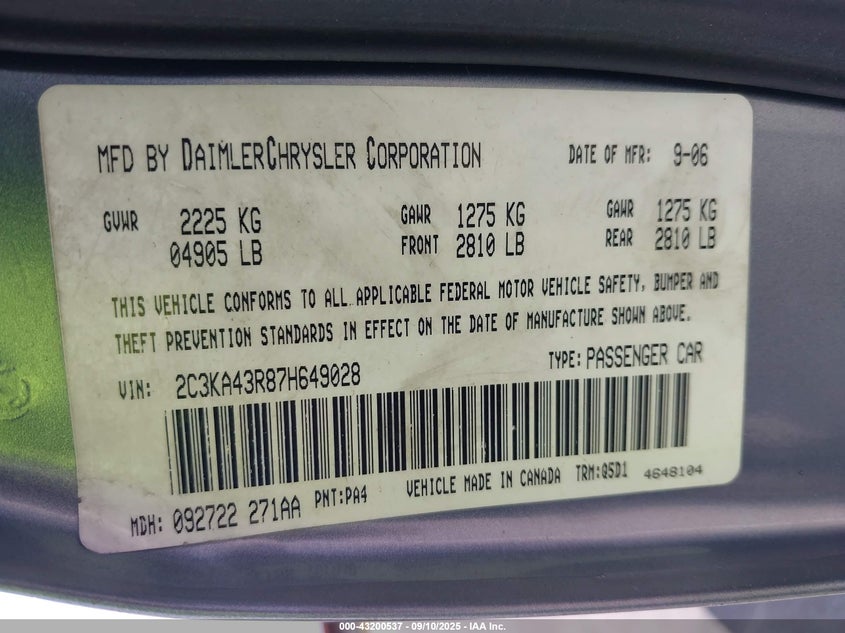 MFD BY DAIMLERCHRYSLER CORPORATION DATE OF MFR: 9-06
GVWR 2225 KG GAWR 1275 KG GAWR 1275 KG
04905 LB FRONT 2810 LB REAR 2810 LB
THIS VEHICLE CONFORMS TO ALL APPLICABLE FEDERAL MOTOR VEHICLE SAFETY, BUMPER AND
THEFT PREVENTION STANDARDS IN EFFECT ON THE DATE OF MANUFACTURE SHOWN ABOVE.
VIN: 2C3KA43R87H649028 TYPE: PASSENGER CAR
MDH: 092722 271AA PNT:PA4 VEHICLE MADE IN CANADA TRM:Q5D1 4648104
000-43200537 - 09/10/2025 - IAA Inc.